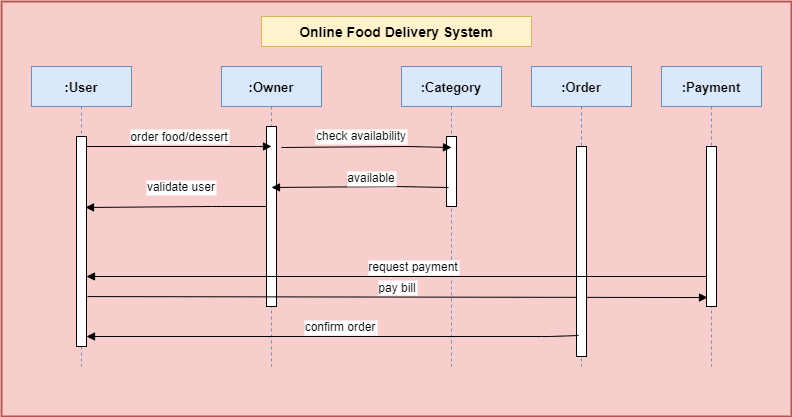 Online Food Delivery System
:User
:Owner
:Category
:Order
:Payment
order food/dessert
check availability
available
validate user
request payment
pay bill
confirm order